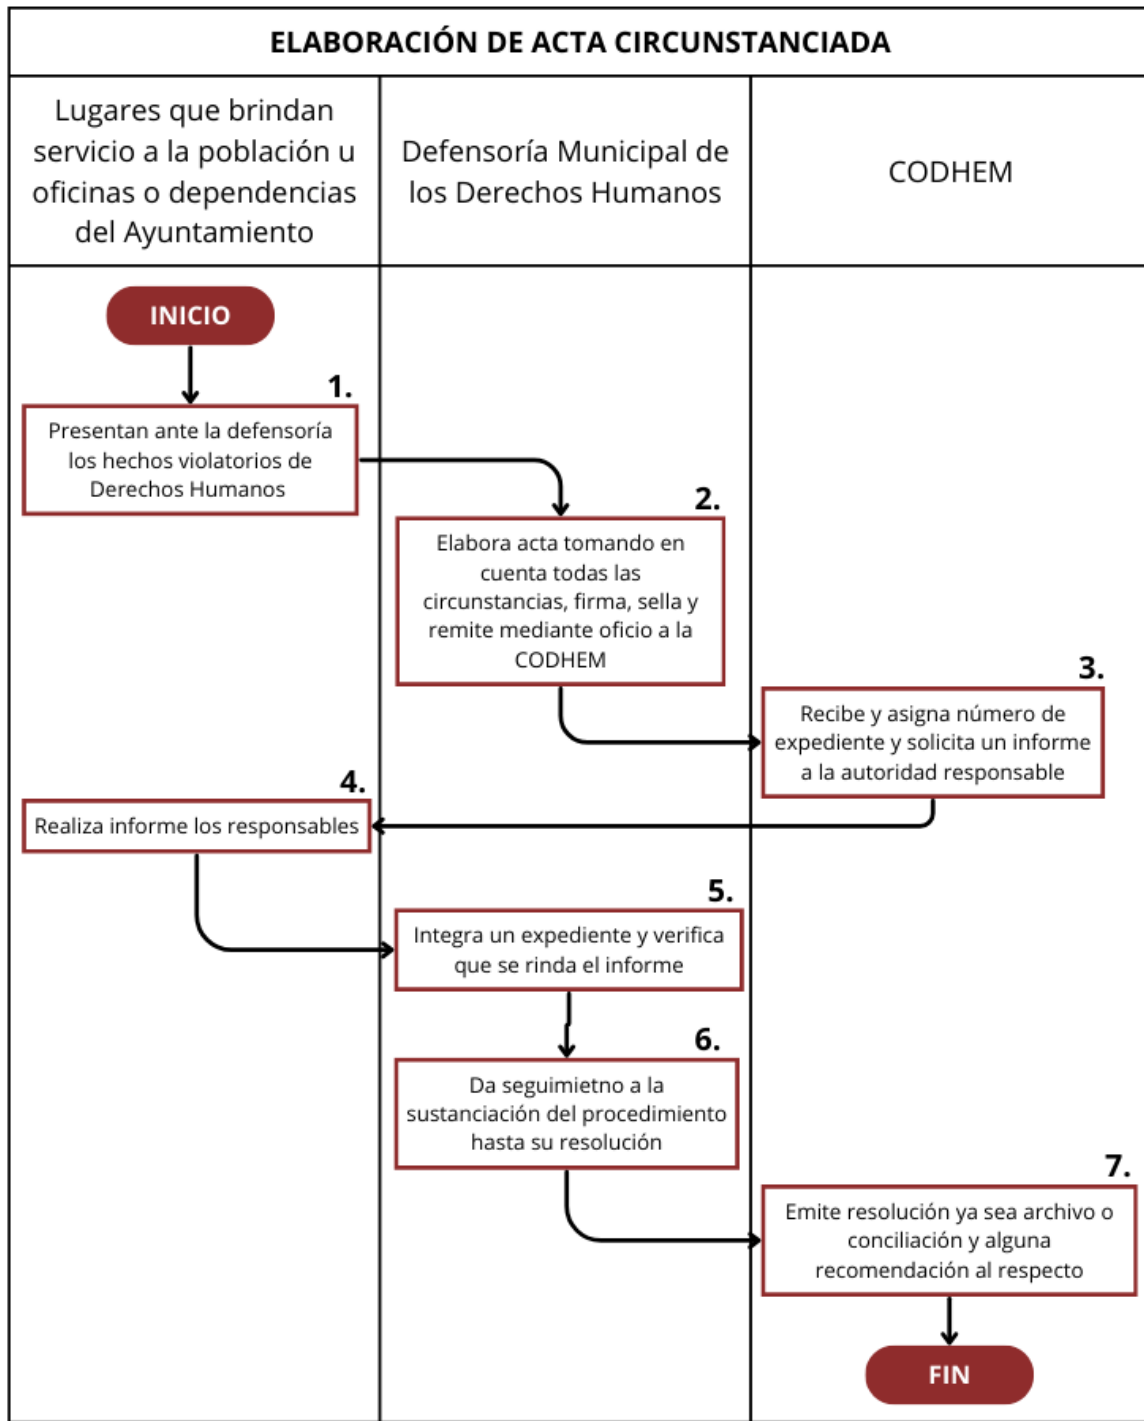 ELABORACIÓN DE ACTA CIRCUNSTANCIADA
Lugares que brindan
servicio a la población u
oficinas o dependencias
del Ayuntamiento
Defensoría Municipal de
los Derechos Humanos
CODHEM
INICIO
1.
Presentan ante la defensoría
los hechos violatorios de
Derechos Humanos
2.
Elabora acta tomando en
cuenta todas las
circunstancias, firma, sella y
remite mediante oficio a la
CODHEM
3.
Recibe y asigna número de
expediente y solicita un informe
a la autoridad responsable
4.
Realiza informe los responsables
5.
Integra un expediente y verifica
que se rinda el informe
6.
Da seguimietno a la
sustanciación del procedimiento
hasta su resolución
7.
Emite resolución ya sea archivo o
conciliación y alguna
recomendación al respecto
FIN